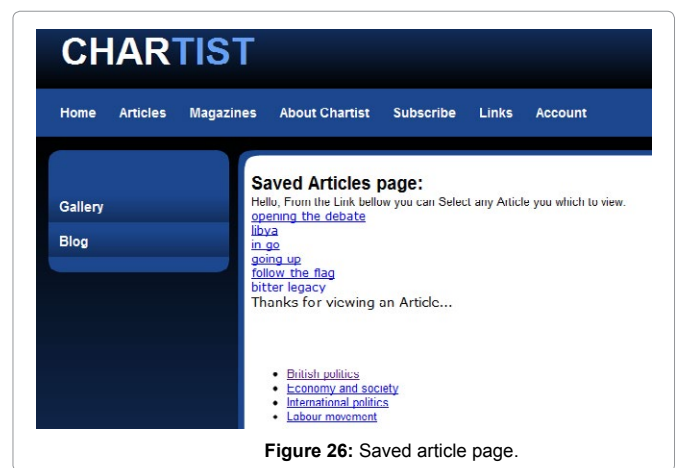 CHARTIST
Home Articles Magazines About Chartist Subscribe Links Account
Gallery
Blog
Saved Articles page:
Hello, From the Link bellow you can Select any Article you which to view.
opening the debate
libya
in go
going up
follow the flag
bitter legacy
Thanks for viewing an Article...
British politics
Economy and society
International politics
Labour movement
Figure 26: Saved article page.